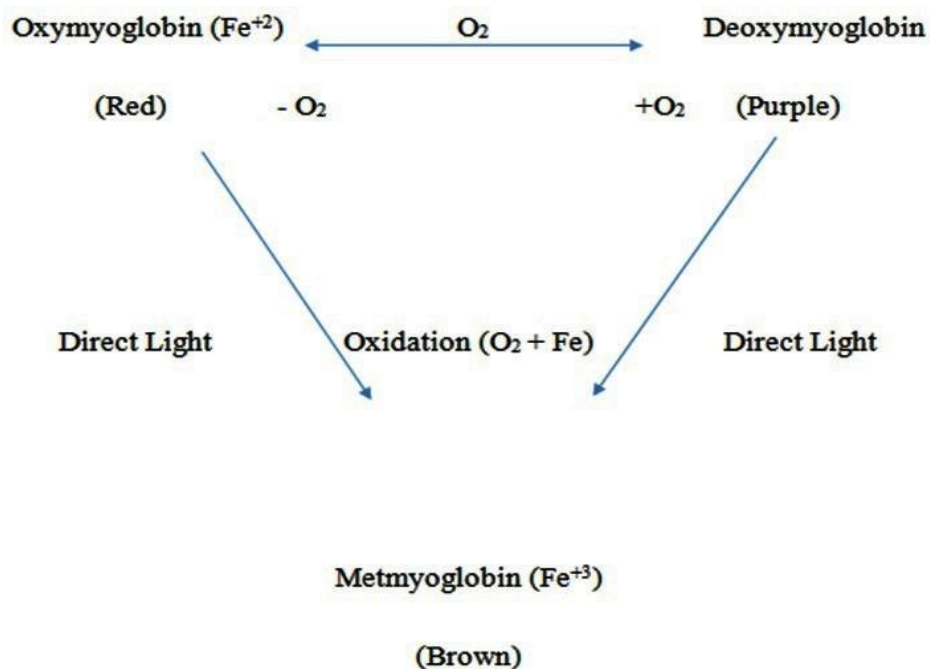 Oxymyoglobin (Fe⁺²) O₂ Deoxymyoglobin
(Red) - O₂ +O₂ (Purple)
Direct Light Oxidation (O₂ + Fe) Direct Light
Metmyoglobin (Fe⁺³)
(Brown)